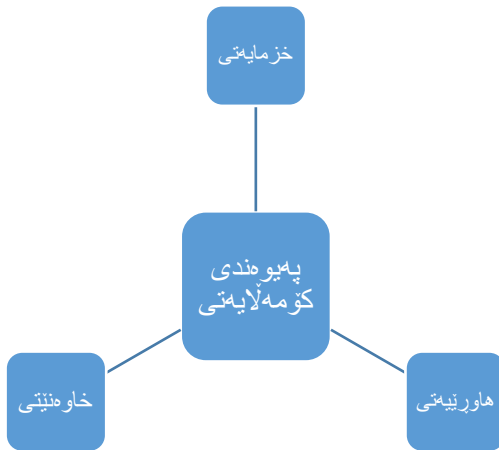 خزمایەتی
پەیوەندی
کۆمەڵایەتی
هاوڕێیەتی
خاوەنێتی